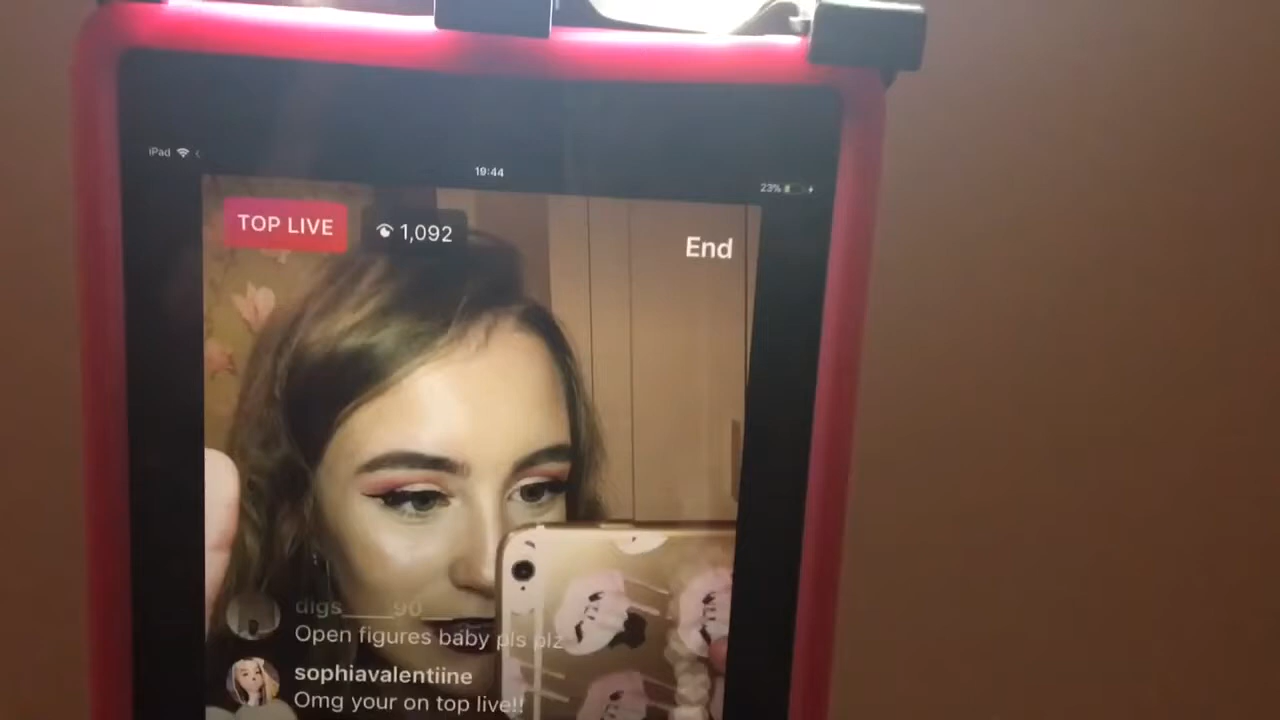 iPad
19:44
23%
TOP LIVE
1,092
End
digs____90__
Open figures baby pls plz
sophiavalentiine
Omg your on top live!!